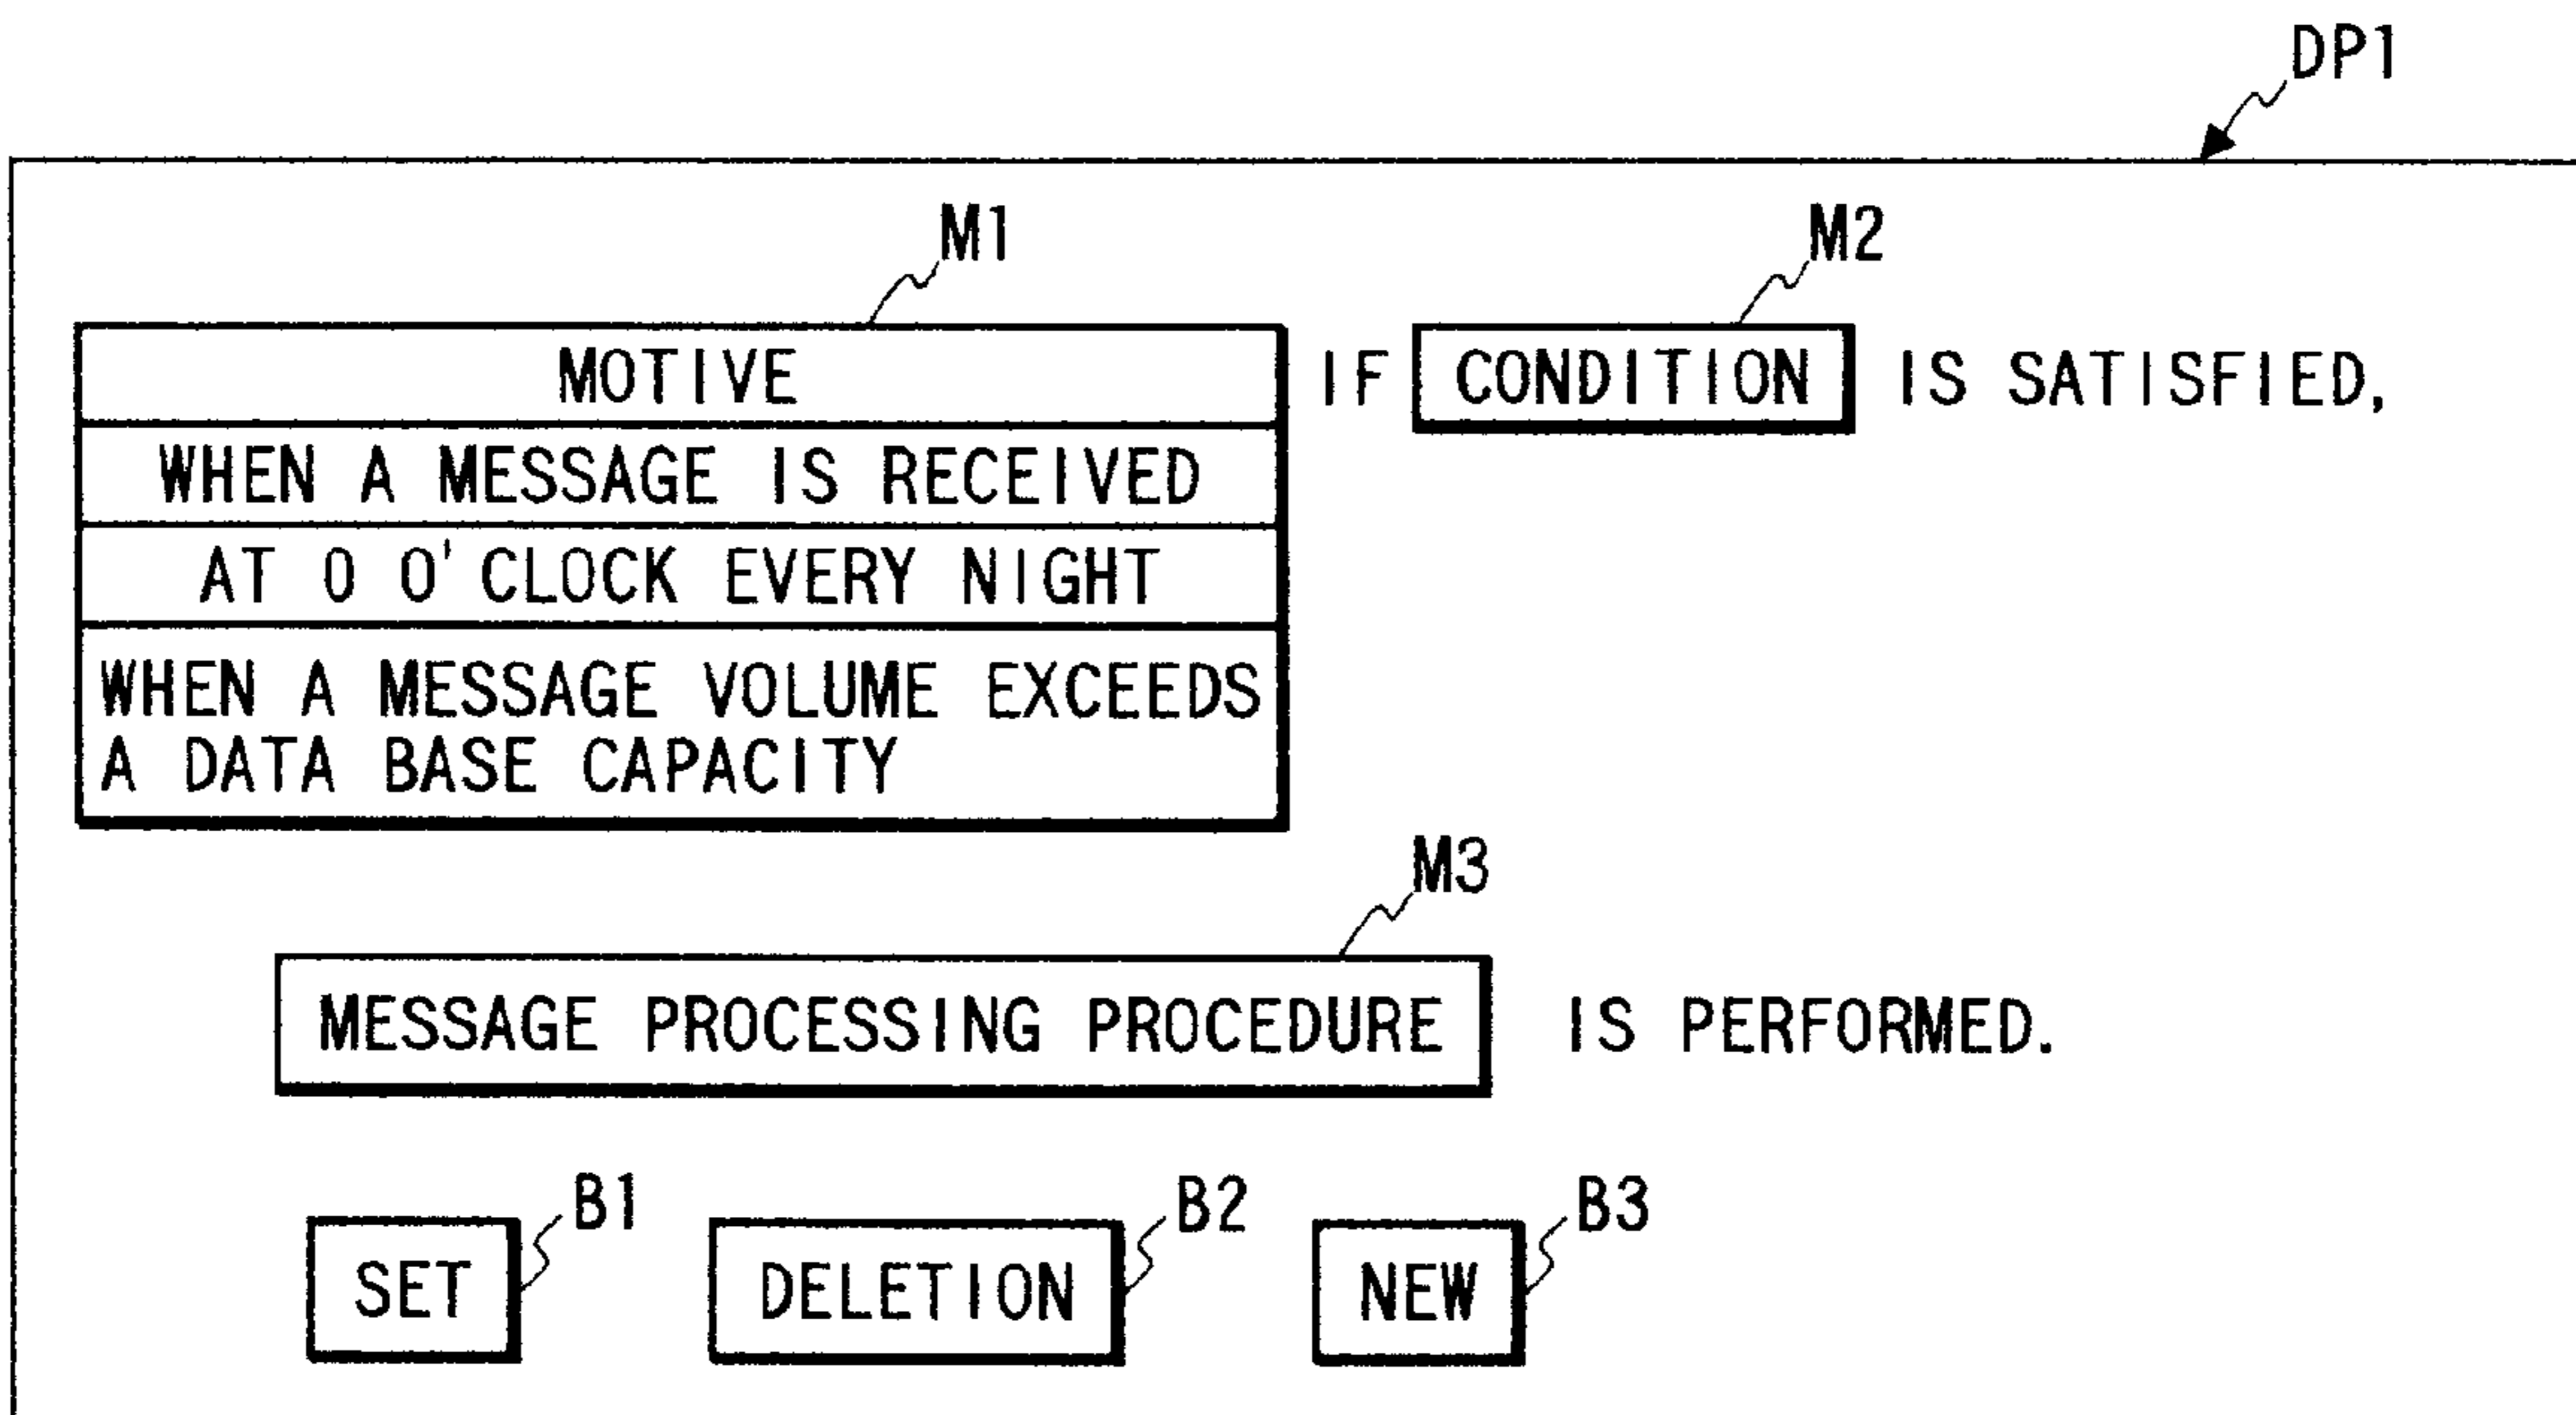 DP1
M1 M2
MOTIVE IF CONDITION IS SATISFIED,
WHEN A MESSAGE IS RECEIVED
AT 0 O'CLOCK EVERY NIGHT
WHEN A MESSAGE VOLUME EXCEEDS
A DATA BASE CAPACITY
M3
MESSAGE PROCESSING PROCEDURE IS PERFORMED.
B1 B2 B3
SET DELETION NEW